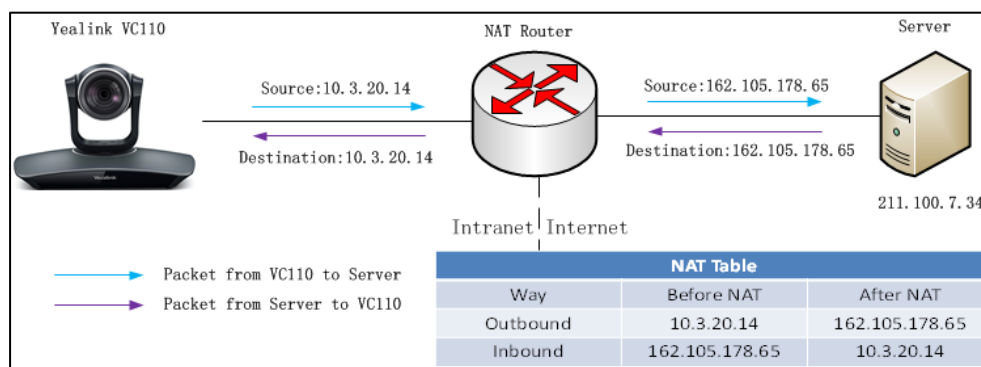 Yealink VC110
NAT Router
Server
Source:10.3.20.14
Source:162.105.178.65
Destination:10.3.20.14
Destination:162.105.178.65
Yealink
211.100.7.34
Intranet Internet
Packet from VC110 to Server
Packet from Server to VC110
NAT Table
Way Before NAT After NAT
Outbound 10.3.20.14 162.105.178.65
Inbound 162.105.178.65 10.3.20.14